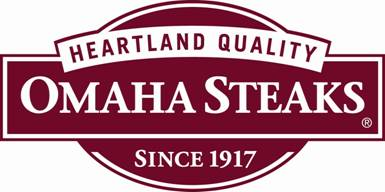 HEARTLAND QUALITY
OMAHA STEAKS®
SINCE 1917